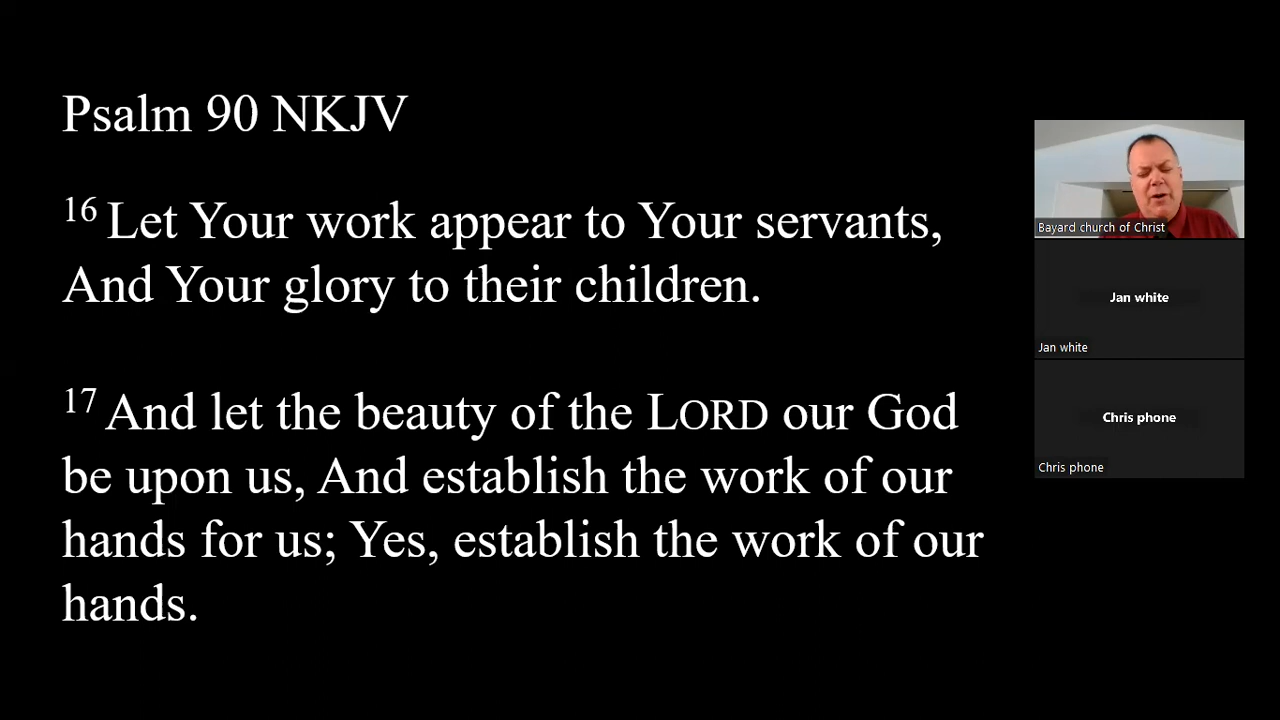 Psalm 90 NKJV
16 Let Your work appear to Your servants,
And Your glory to their children.
17 And let the beauty of the LORD our God
be upon us, And establish the work of our
hands for us; Yes, establish the work of our
hands.
Bayard church of Christ
Jan white
Jan white
Chris phone
Chris phone